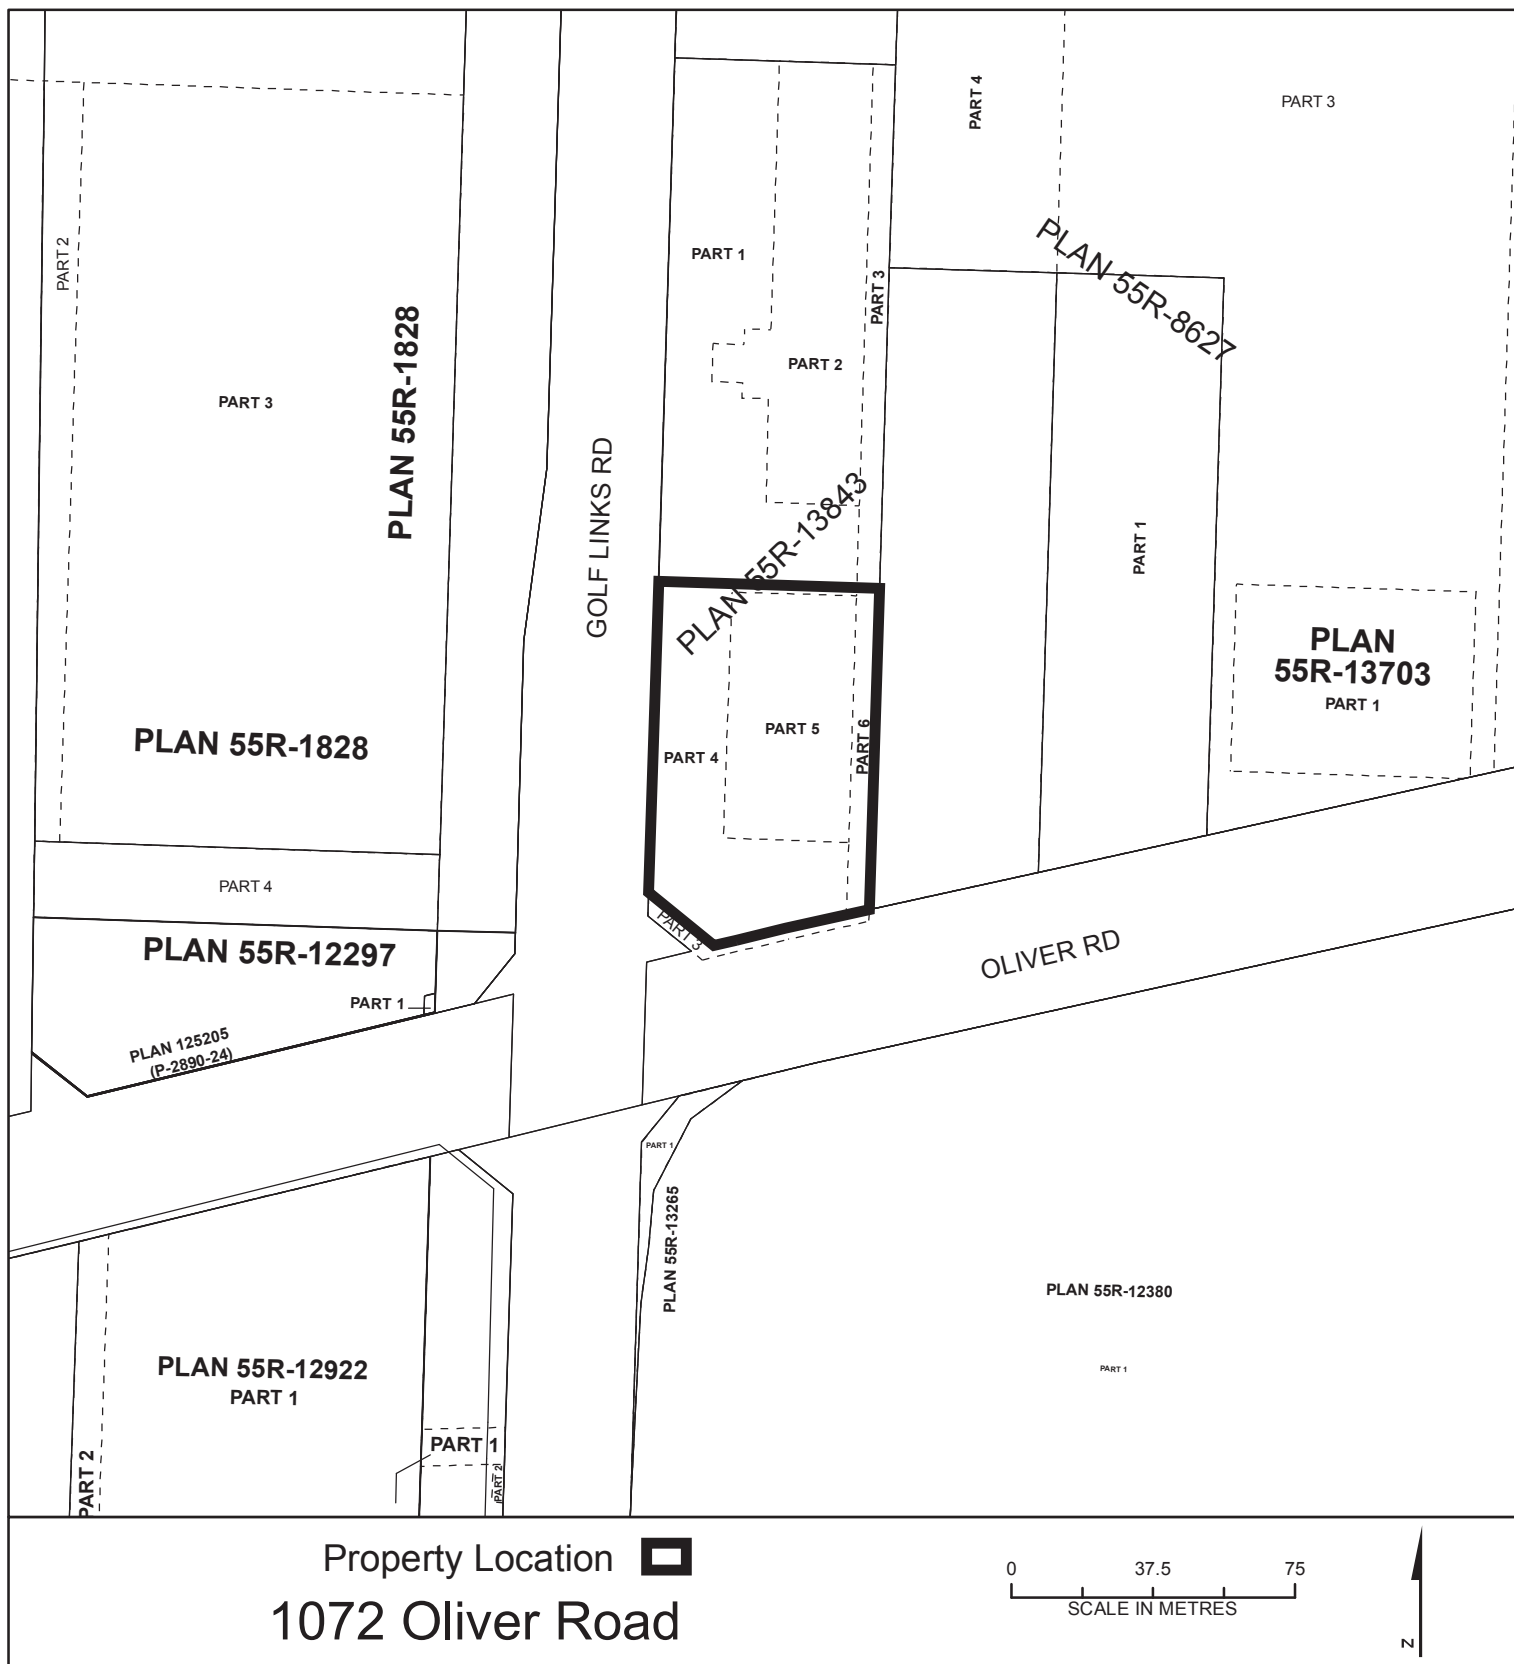 PART 4
PART 3
PART 2
PART 1
PLAN 55R-8627
PART 3
PLAN 55R-1828
PART 2
PART 3
GOLF LINKS RD
PLAN 55R-13843
PART 1
PLAN
55R-13703
PART 1
PLAN 55R-1828
PART 5
PART 6
PART 4
PART 4
PART 3
PLAN 55R-12297
OLIVER RD
PART 1
PLAN 125205
(P-2890-24)
PART 1
PLAN 55R-13265
PLAN 55R-12380
PART 1
PLAN 55R-12922
PART 1
PART 1
PART 2
PART 2
Property Location
1072 Oliver Road
0 37.5 75
SCALE IN METRES
N